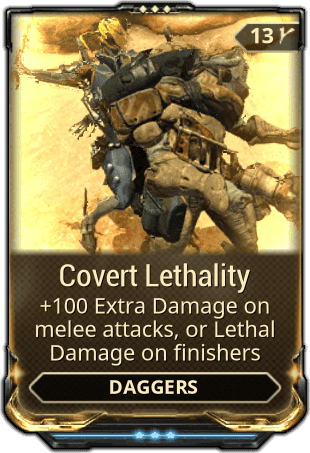 13
Covert Lethality
+100 Extra Damage on
melee attacks, or Lethal
Damage on finishers
DAGGERS